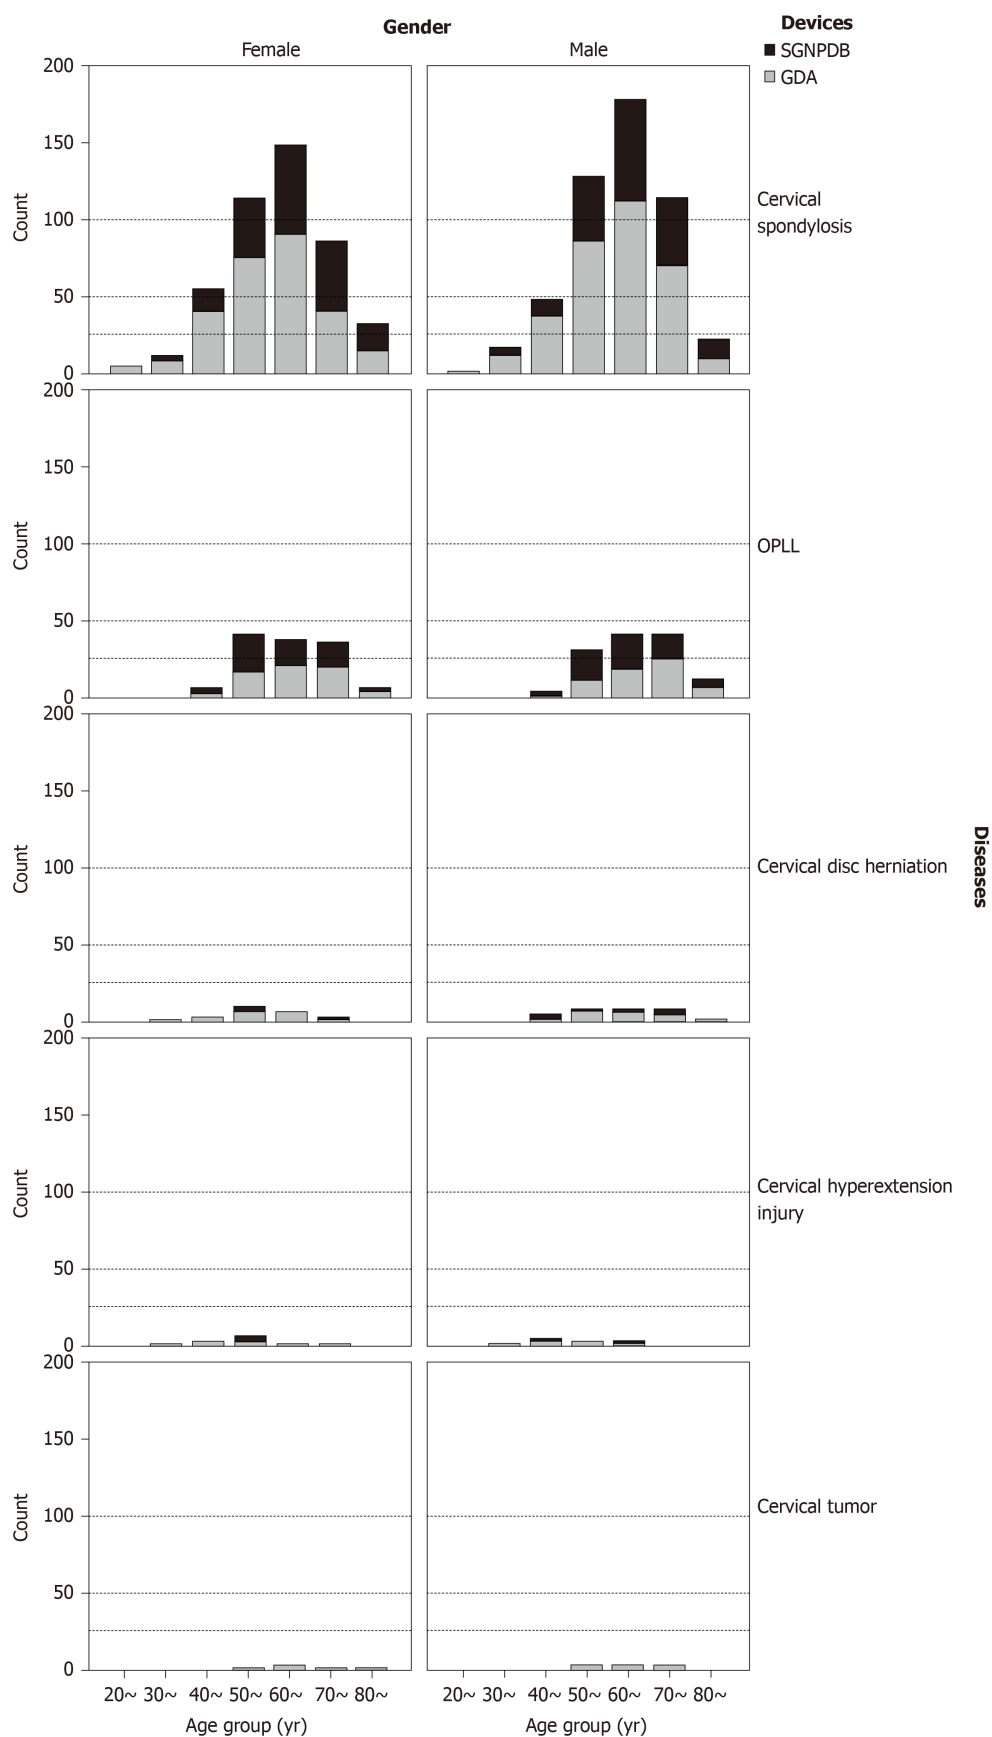 Gender
Devices
Female
Male
SGNPDB
GDA
200
150
100
50
0
Count
Cervical
spondylosis
200
150
100
50
0
Count
OPLL
200
150
100
50
0
Count
Cervical disc herniation
Diseases
200
150
100
50
0
Count
Cervical hyperextension
injury
200
150
100
50
0
Count
Cervical tumor
20~ 30~ 40~ 50~ 60~ 70~ 80~
20~ 30~ 40~ 50~ 60~ 70~ 80~
Age group (yr)
Age group (yr)